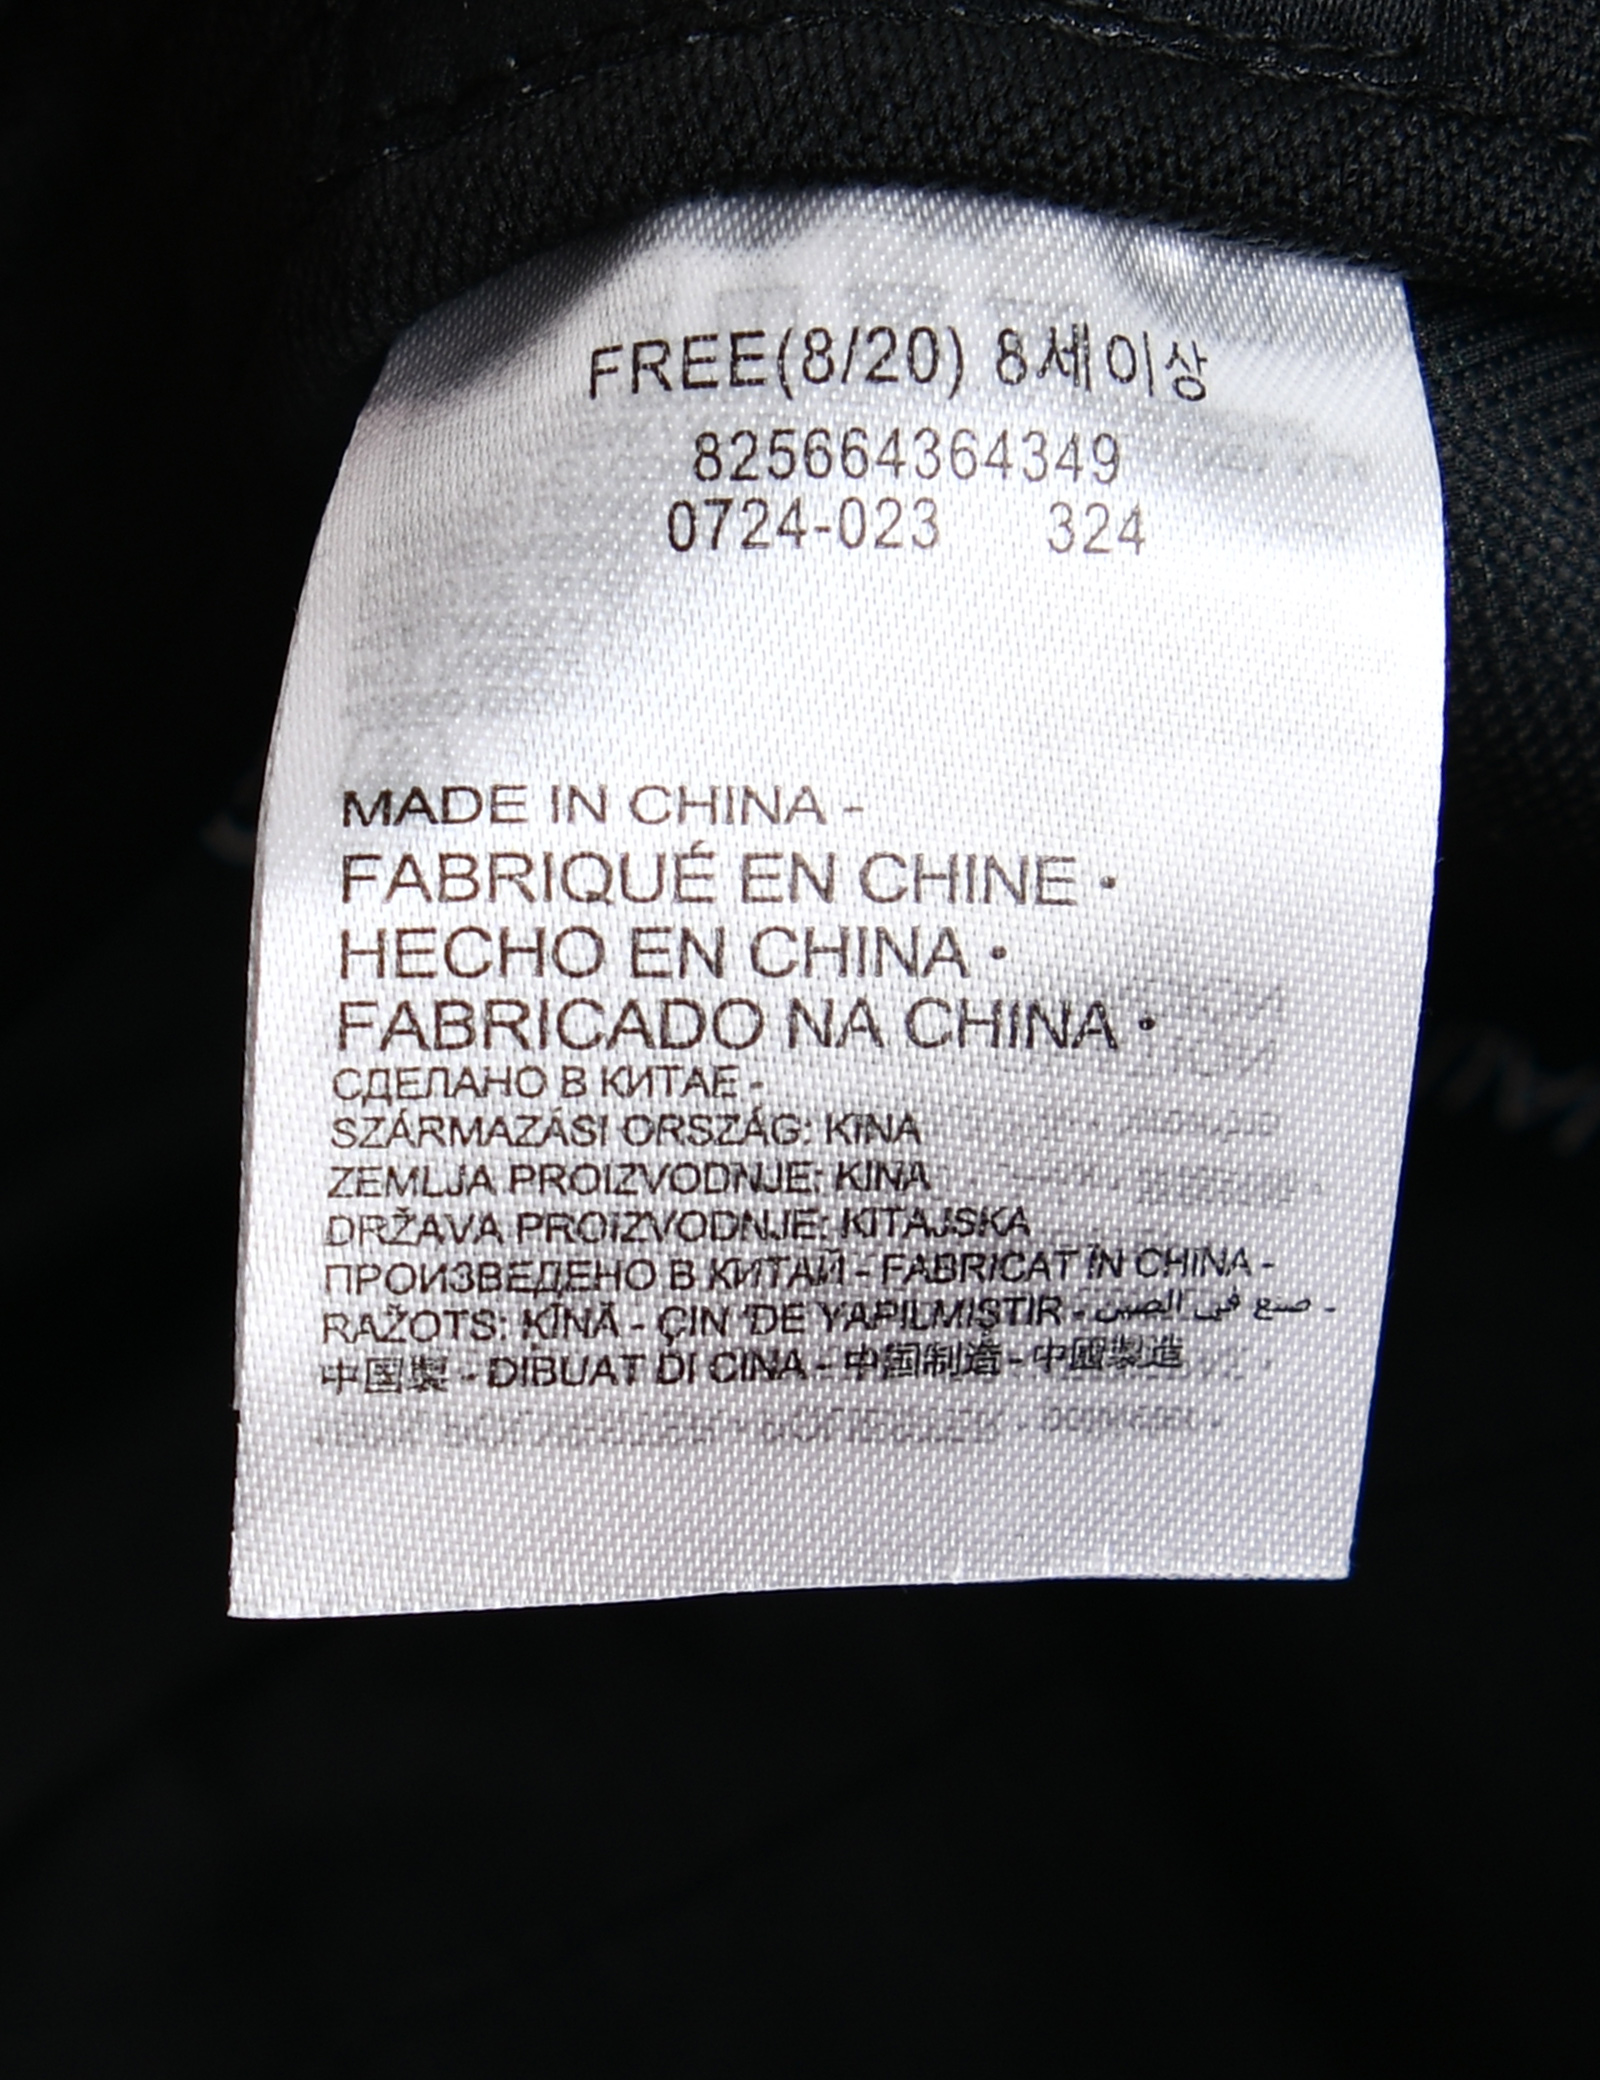 FREE(8/20) 8세이상
825664364349
0724-023 324
MADE IN CHINA -
FABRIQUÉ EN CHINE •
HECHO EN CHINA •
FABRICADO NA CHINA •
СДЕЛАНО В КИТАЕ -
SZÁRMAZÁSI ORSZÁG: KÍNA
ZEMLJA PROIZVODNJE: KINA
DRŽAVA PROIZVODNJE: KITAJSKA
ПРОИЗВЕДЕНО В КИТАЙ - FABRICAT IN CHINA -
RAŽOTS: ĶĪNĀ - ÇIN 'DE YAPILMIŞTIR - صنع في الصين -
中国製 - DIBUAT DI CINA - 中国制造 - 中國製造